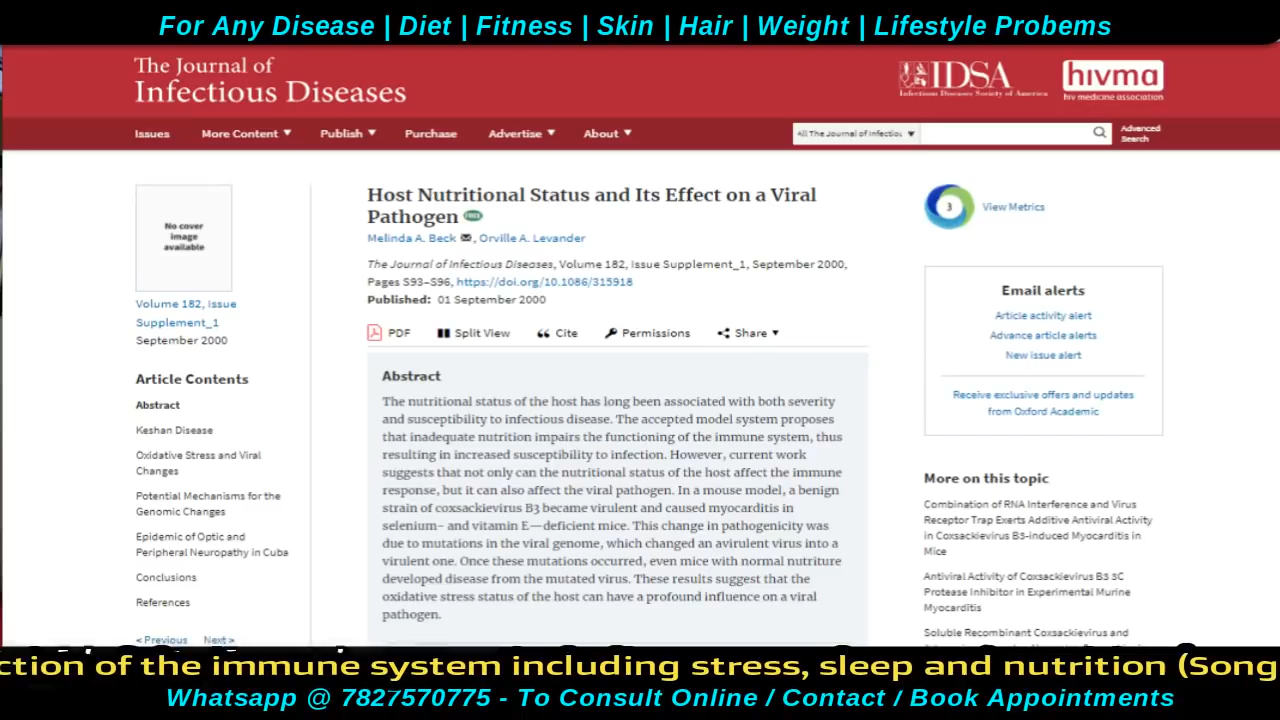 For Any Disease | Diet | Fitness | Skin | Hair | Weight | Lifestyle Probems
The Journal of
Infectious Diseases
IDSA
Infectious Diseases Society of America
hivma
hiv medicine association
Issues
More Content
Publish
Purchase
Advertise
About
All The Journal of Infectiou
Advanced
Search
No cover
image
available
Volume 182, Issue
Supplement_1
September 2000
Article Contents
Abstract
Keshan Disease
Oxidative Stress and Viral
Changes
Potential Mechanisms for the
Genomic Changes
Epidemic of Optic and
Peripheral Neuropathy in Cuba
Conclusions
References
< Previous Next >
Host Nutritional Status and Its Effect on a Viral
Pathogen FREE
Melinda A. Beck, Orville A. Levander
The Journal of Infectious Diseases, Volume 182, Issue Supplement_1, September 2000,
Pages S93–S96, https://doi.org/10.1086/315918
Published: 01 September 2000
PDF
Split View
Cite
Permissions
Share
Abstract
The nutritional status of the host has long been associated with both severity
and susceptibility to infectious disease. The accepted model system proposes
that inadequate nutrition impairs the functioning of the immune system, thus
resulting in increased susceptibility to infection. However, current work
suggests that not only can the nutritional status of the host affect the immune
response, but it can also affect the viral pathogen. In a mouse model, a benign
strain of coxsackievirus B3 became virulent and caused myocarditis in
selenium- and vitamin E—deficient mice. This change in pathogenicity was
due to mutations in the viral genome, which changed an avirulent virus into a
virulent one. Once these mutations occurred, even mice with normal nutriture
developed disease from the mutated virus. These results suggest that the
oxidative stress status of the host can have a profound influence on a viral
pathogen.
3
View Metrics
Email alerts
Article activity alert
Advance article alerts
New issue alert
Receive exclusive offers and updates
from Oxford Academic
More on this topic
Combination of RNA Interference and Virus
Receptor Trap Exerts Additive Antiviral Activity
in Coxsackievirus B3-induced Myocarditis in
Mice
Antiviral Activity of Coxsackievirus B3 3C
Protease Inhibitor in Experimental Murine
Myocarditis
Soluble Recombinant Coxsackievirus and
ction of the immune system including stress, sleep and nutrition (Song
Whatsapp @ 7827570775 - To Consult Online / Contact / Book Appointments